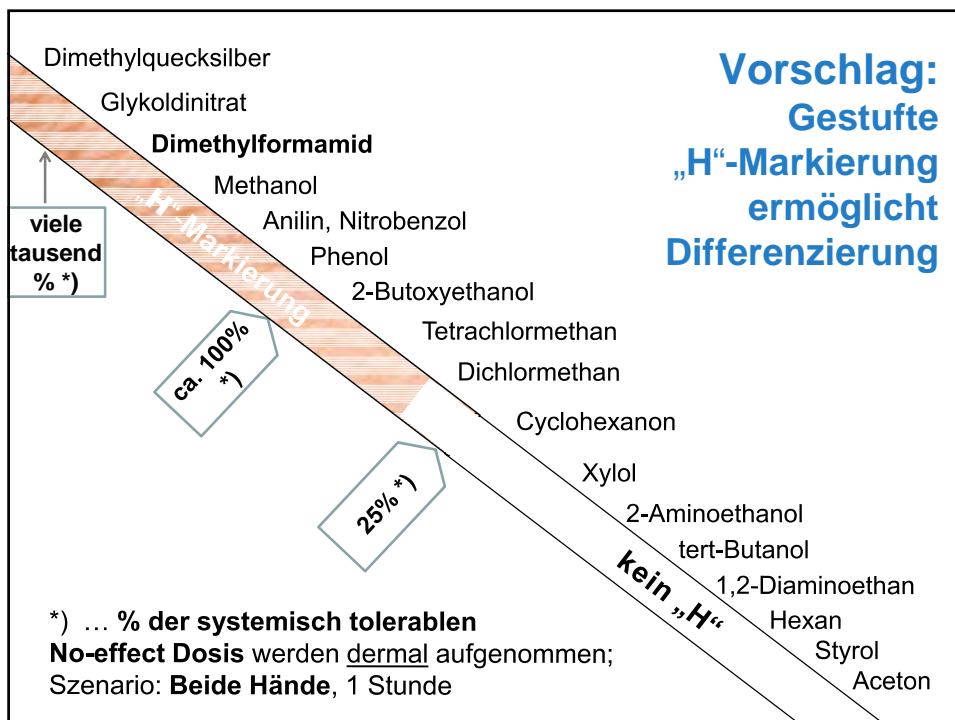 Dimethylquecksilber
Glykoldinitrat
Dimethylformamid
Methanol
Anilin, Nitrobenzol
Phenol
2-Butoxyethanol
Tetrachlormethan
Dichlormethan
Cyclohexanon
Xylol
2-Aminoethanol
tert-Butanol
1,2-Diaminoethan
Hexan
Styrol
Aceton
Vorschlag:
Gestufte
„H“-Markierung
ermöglicht
Differenzierung
„H“-Markierung
kein „H“
viele
tausend
% *)
ca. 100%
*)
25% *)
*) … % der systemisch tolerablen
No-effect Dosis werden dermal aufgenommen;
Szenario: Beide Hände, 1 Stunde